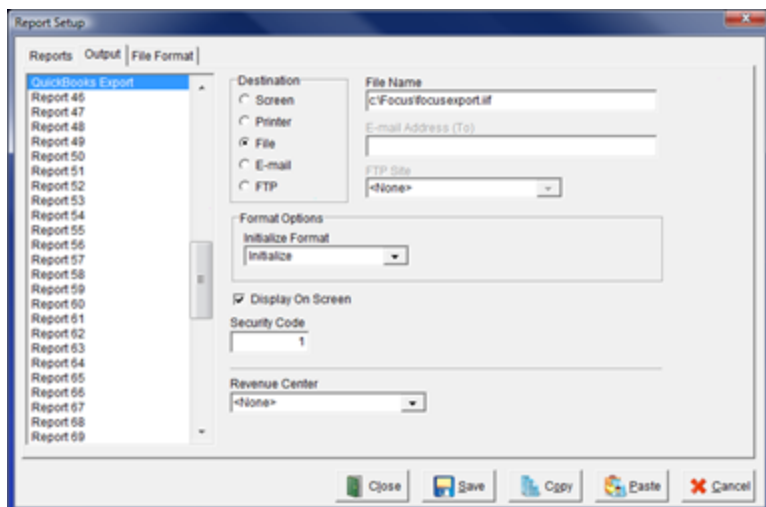 Report Setup
Reports Output File Format
QuickBooks Export
Report 46
Report 47
Report 48
Report 49
Report 50
Report 51
Report 52
Report 53
Report 54
Report 55
Report 56
Report 57
Report 58
Report 59
Report 60
Report 61
Report 62
Report 63
Report 64
Report 65
Report 66
Report 67
Report 68
Report 69
Destination
Screen
Printer
File
E-mail
FTP
File Name
c:\Focus\focusexport.iif
E-mail Address (To)
FTP Site
<None>
Format Options
Initialize Format
Initialize
Display On Screen
Security Code
1
Revenue Center
<None>
Close Save Copy Paste Cancel